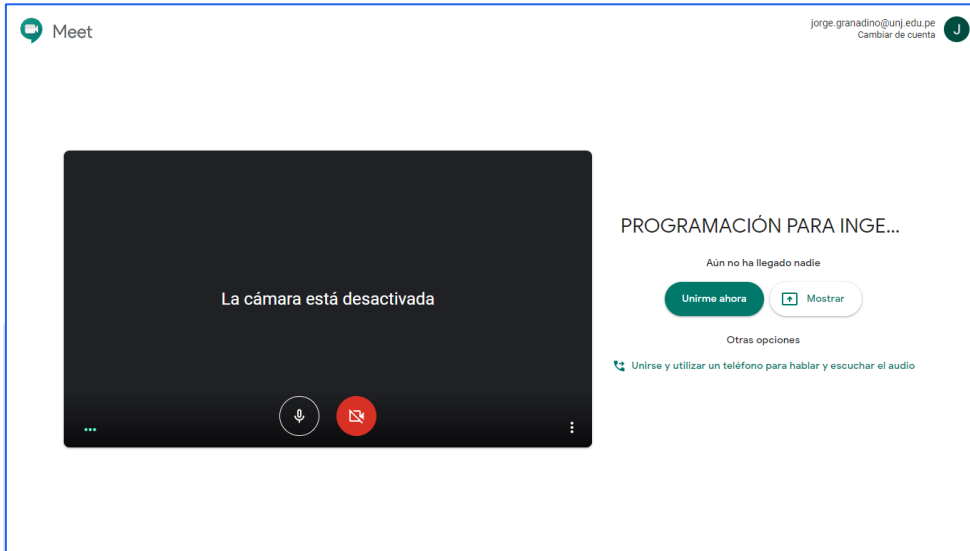 Meet
jorge.granadino@unj.edu.pe
Cambiar de cuenta
J
La cámara está desactivada
PROGRAMACIÓN PARA INGE...
Aún no ha llegado nadie
Unirme ahora
Mostrar
Otras opciones
Unirse y utilizar un teléfono para hablar y escuchar el audio